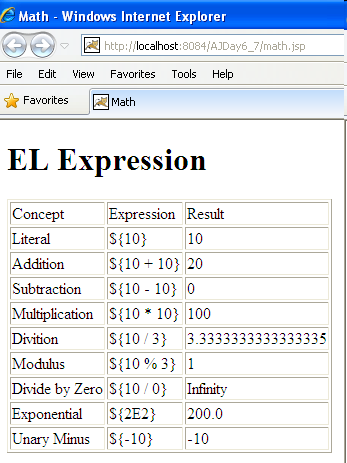 Math - Windows Internet Explorer
http://localhost:8084/AJDay6_7/math.jsp
File Edit View Favorites Tools Help
Favorites Math
EL Expression
Concept Expression Result
Literal ${10} 10
Addition ${10 + 10} 20
Subtraction ${10 - 10} 0
Multiplication ${10 * 10} 100
Divition ${10 / 3} 3.3333333333333335
Modulus ${10 % 3} 1
Divide by Zero ${10 / 0} Infinity
Exponential ${2E2} 200.0
Unary Minus ${-10} -10